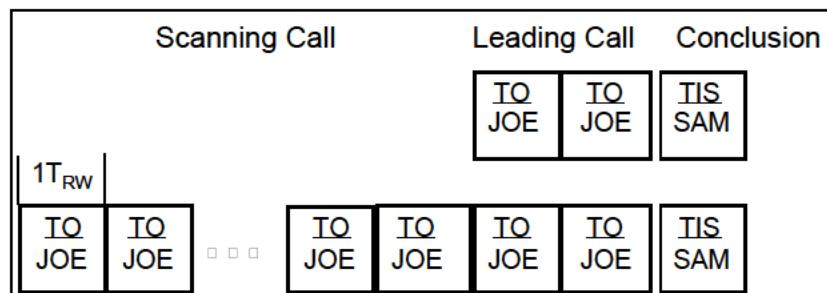 Scanning Call Leading Call Conclusion
TO TO TIS
JOE JOE SAM
1TRW
TO TO TO TO TO TO TIS
JOE JOE □ □ □ JOE JOE JOE JOE SAM